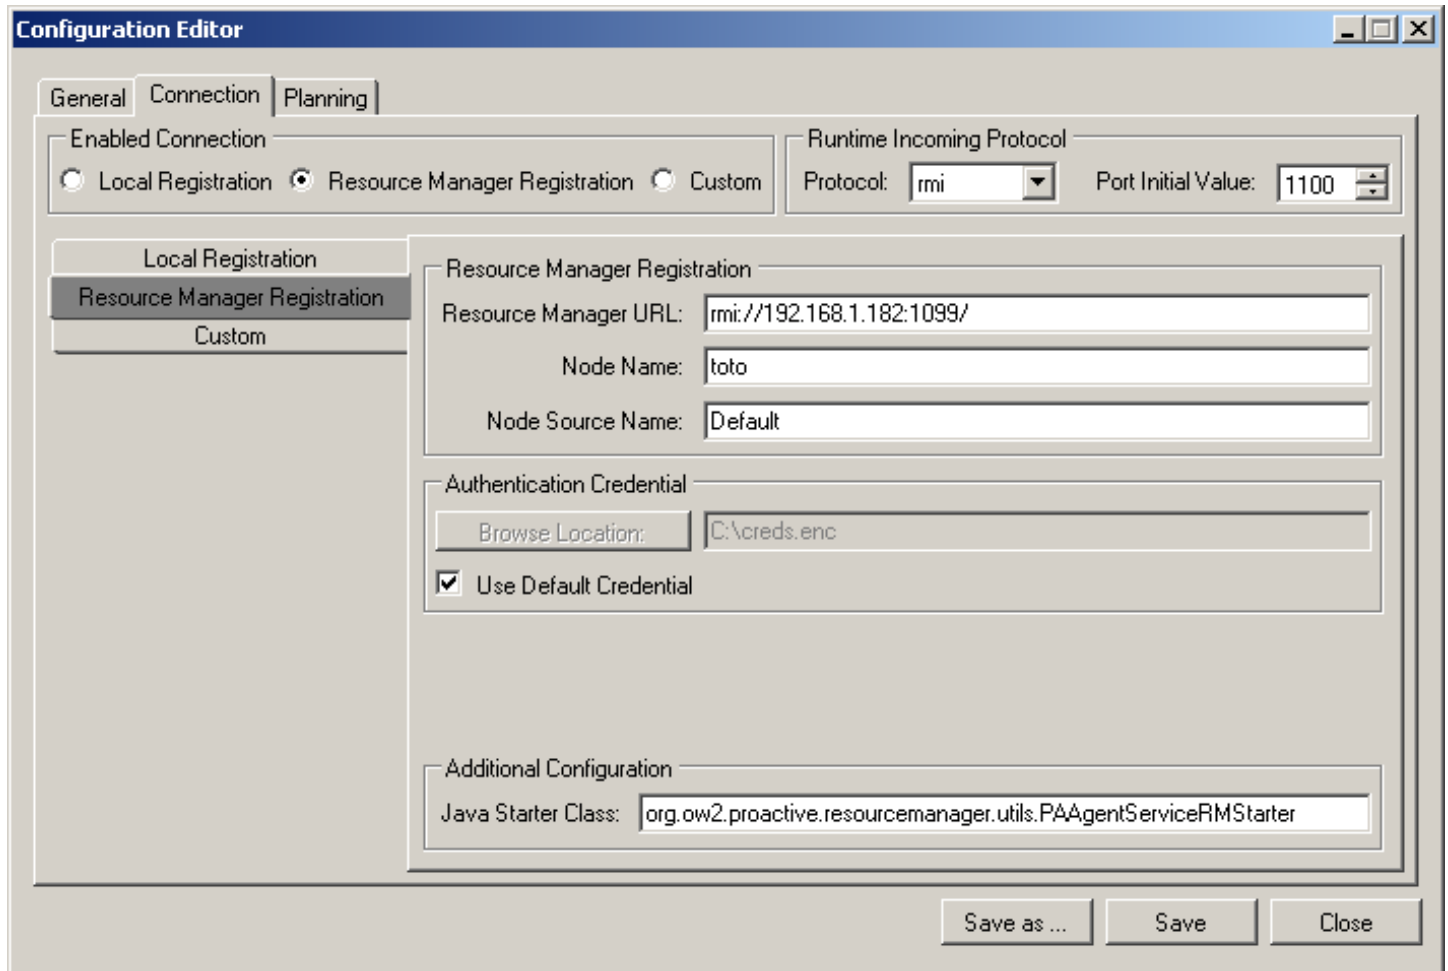 Configuration Editor
General Connection Planning
Enabled Connection
Local Registration Resource Manager Registration Custom
Runtime Incoming Protocol
Protocol: rmi Port Initial Value: 1100
Local Registration
Resource Manager Registration
Custom
Resource Manager Registration
Resource Manager URL: rmi://192.168.1.182:1099/
Node Name: toto
Node Source Name: Default
Authentication Credential
Browse Location: C:\creds.enc
Use Default Credential
Additional Configuration
Java Starter Class: org.ow2.proactive.resourcemanager.utils.PAAgentServiceRMStarter
Save as ... Save Close